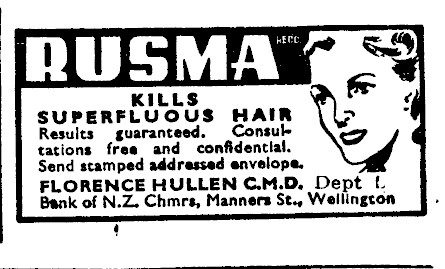 RUSMA REGD.
KILLS
SUPERFLUOUS HAIR
Results guaranteed. Consul-
tations free and confidential.
Send stamped addressed envelope.
FLORENCE HULLEN C.M.D. Dept
Bank of N.Z. Chmrs, Manners St., Wellington